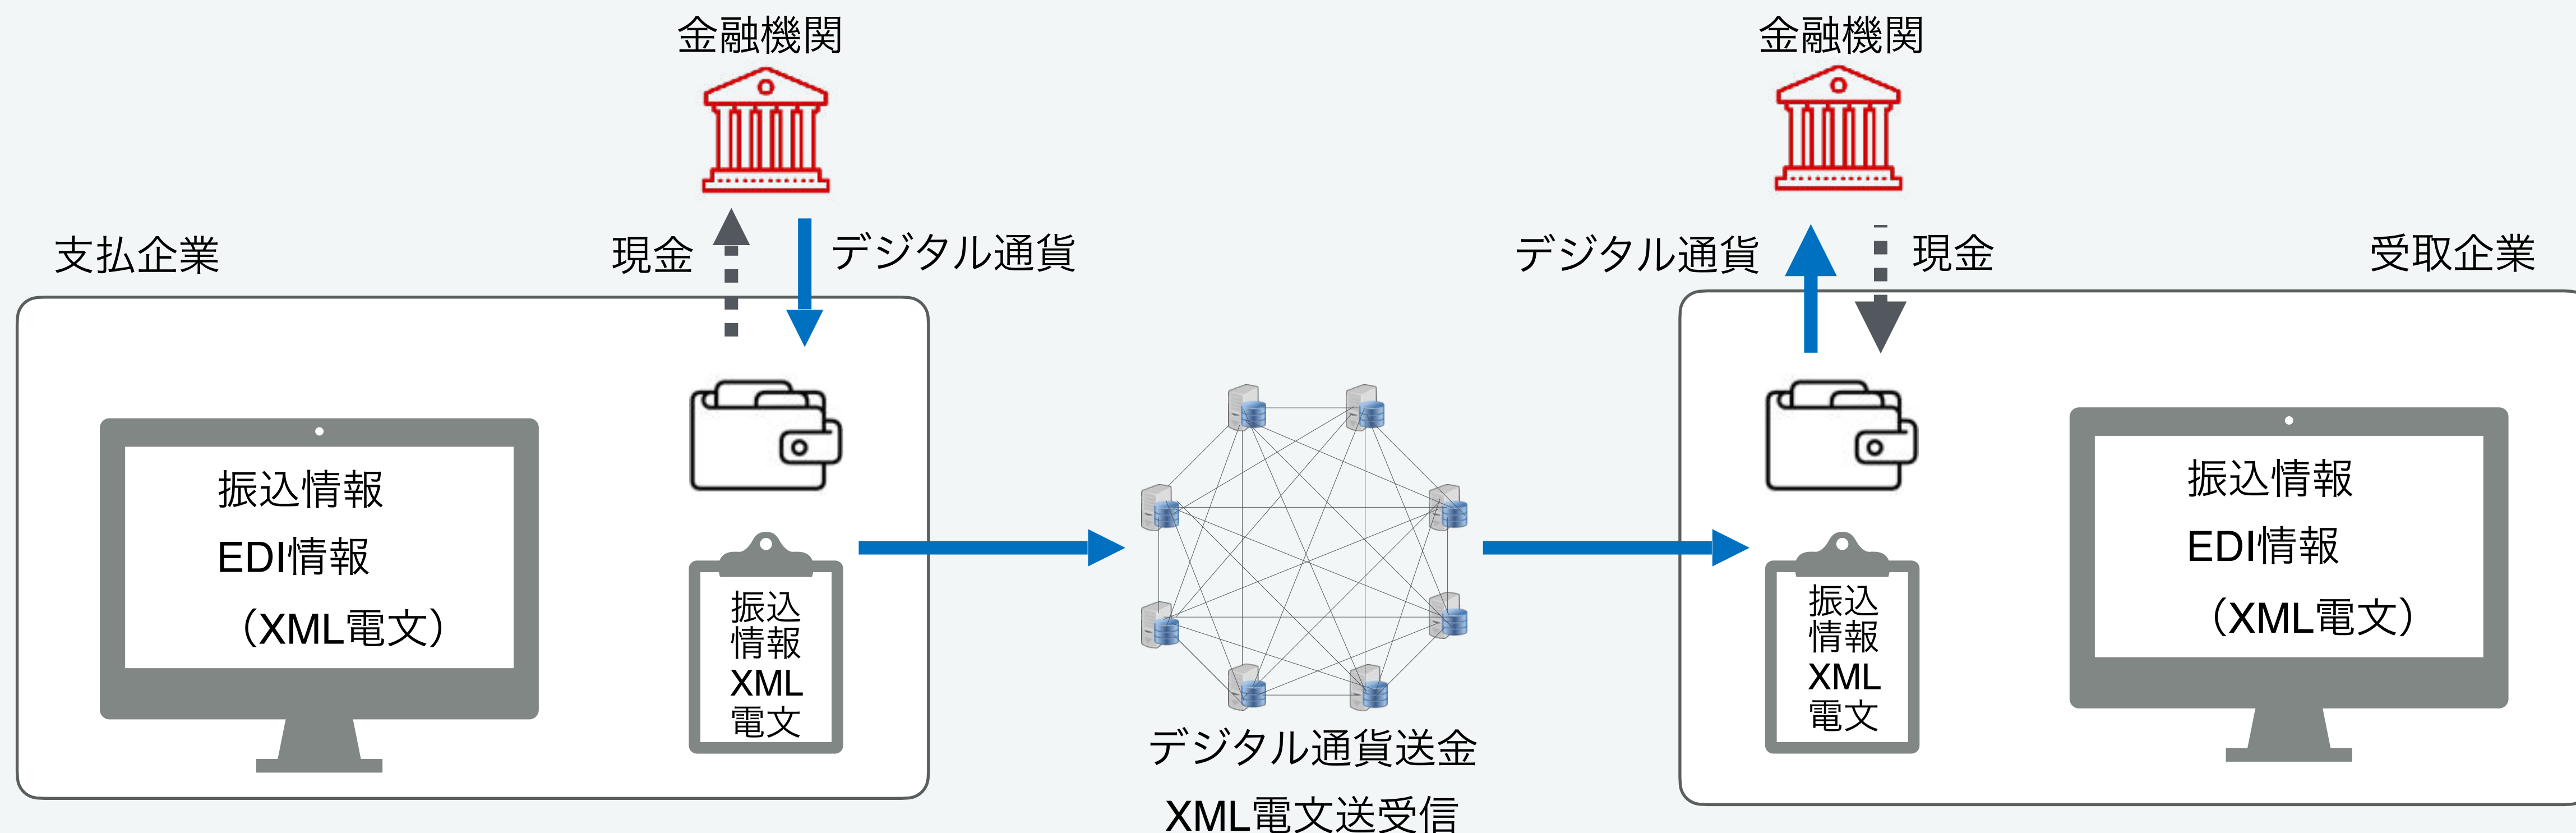 金融機関
金融機関
支払企業
現金
デジタル通貨
デジタル通貨
現金
受取企業
振込情報
EDI情報
（XML電文）
振込
情報
XML
電文
デジタル通貨送金
XML電文送受信
振込
情報
XML
電文
振込情報
EDI情報
（XML電文）